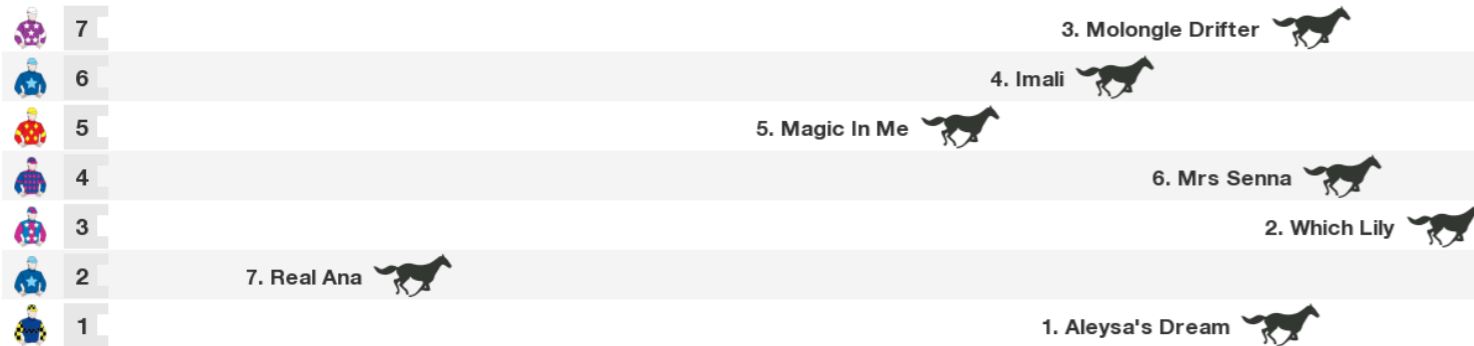 7 3. Molongle Drifter
6 4. Imali
5 5. Magic In Me
4 6. Mrs Senna
3 2. Which Lily
2 7. Real Ana
1 1. Aleysa's Dream